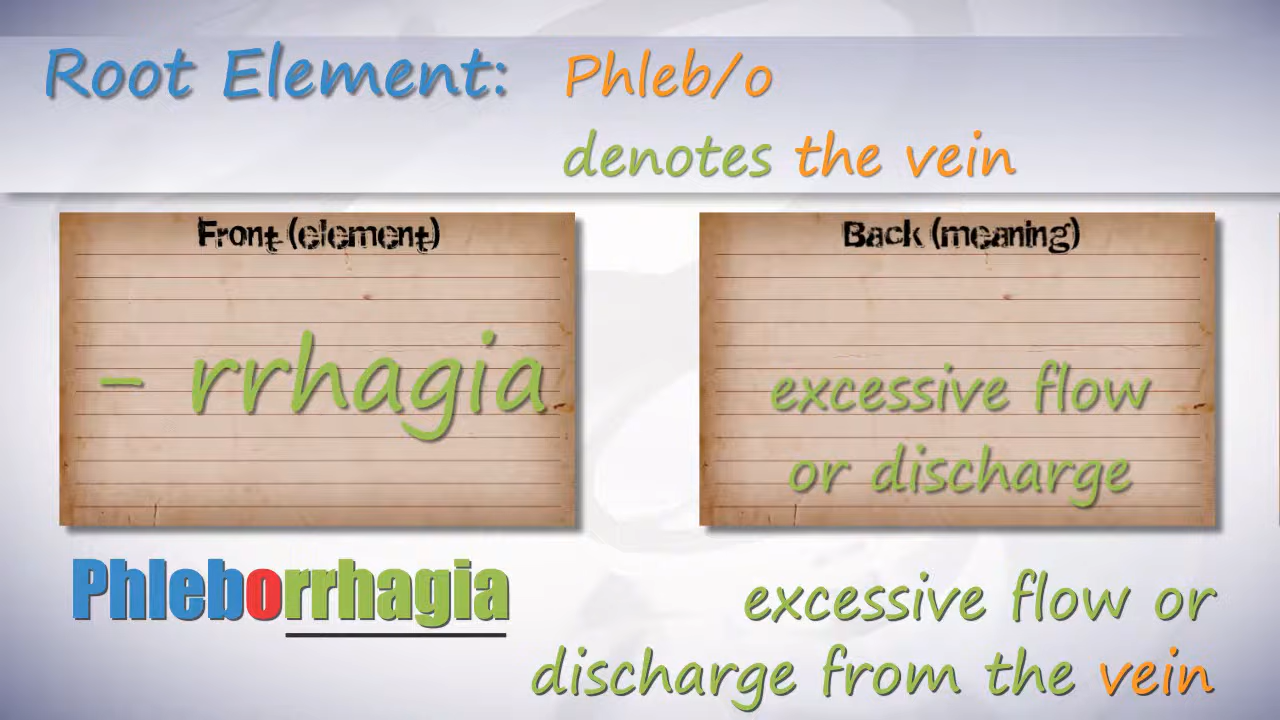 Root Element: Phleb/o
denotes the vein
Front (element)
- rrhagia
Back (meaning)
excessive flow
or discharge
Phleborrhagia
excessive flow or
discharge from the vein